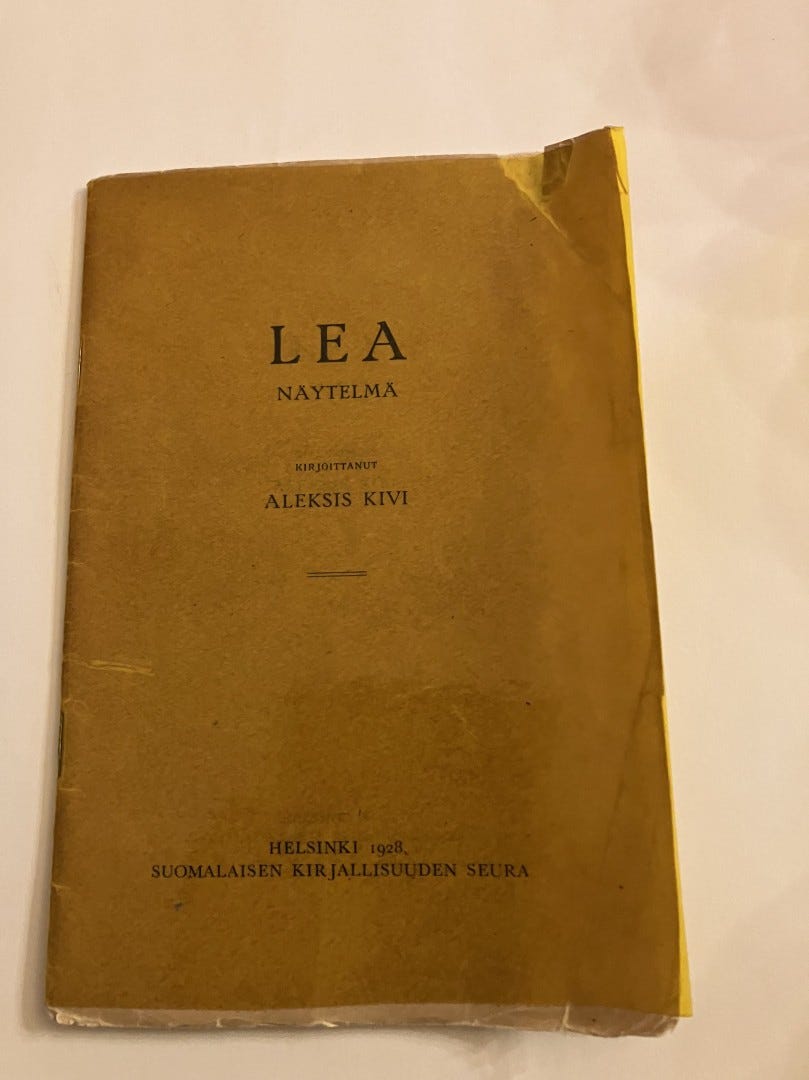 LEA
NÄYTELMÄ
KIRJOITTANUT
ALEKSIS KIVI
HELSINKI 1928,
SUOMALAISEN KIRJALLISUUDEN SEURA